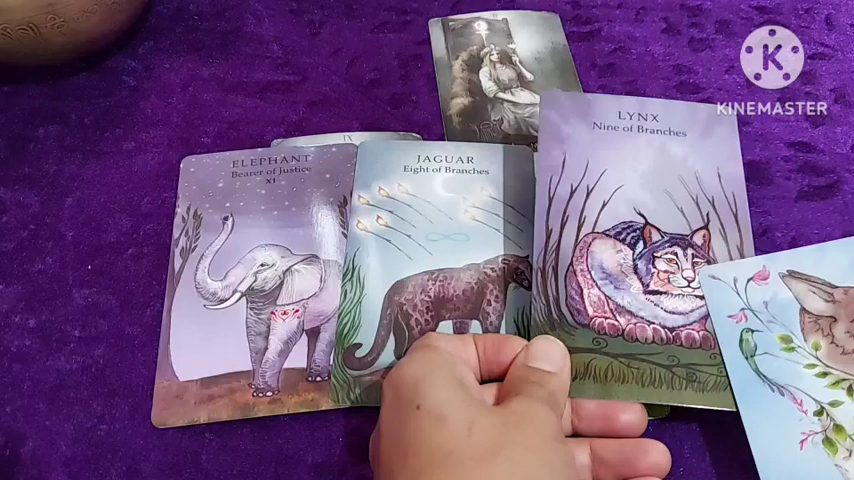 KINEMASTER
IX
ELEPHANT
Bearer of Justice
XI
JAGUAR
Eight of Branches
LYNX
Nine of Branches